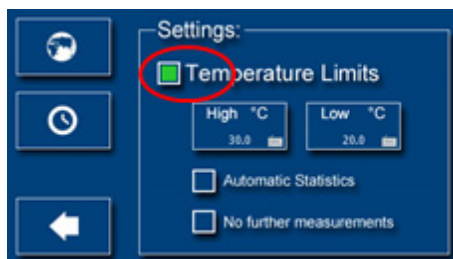 Settings:
Temperature Limits
High °C Low °C
30.0 20.0
Automatic Statistics
No further measurements